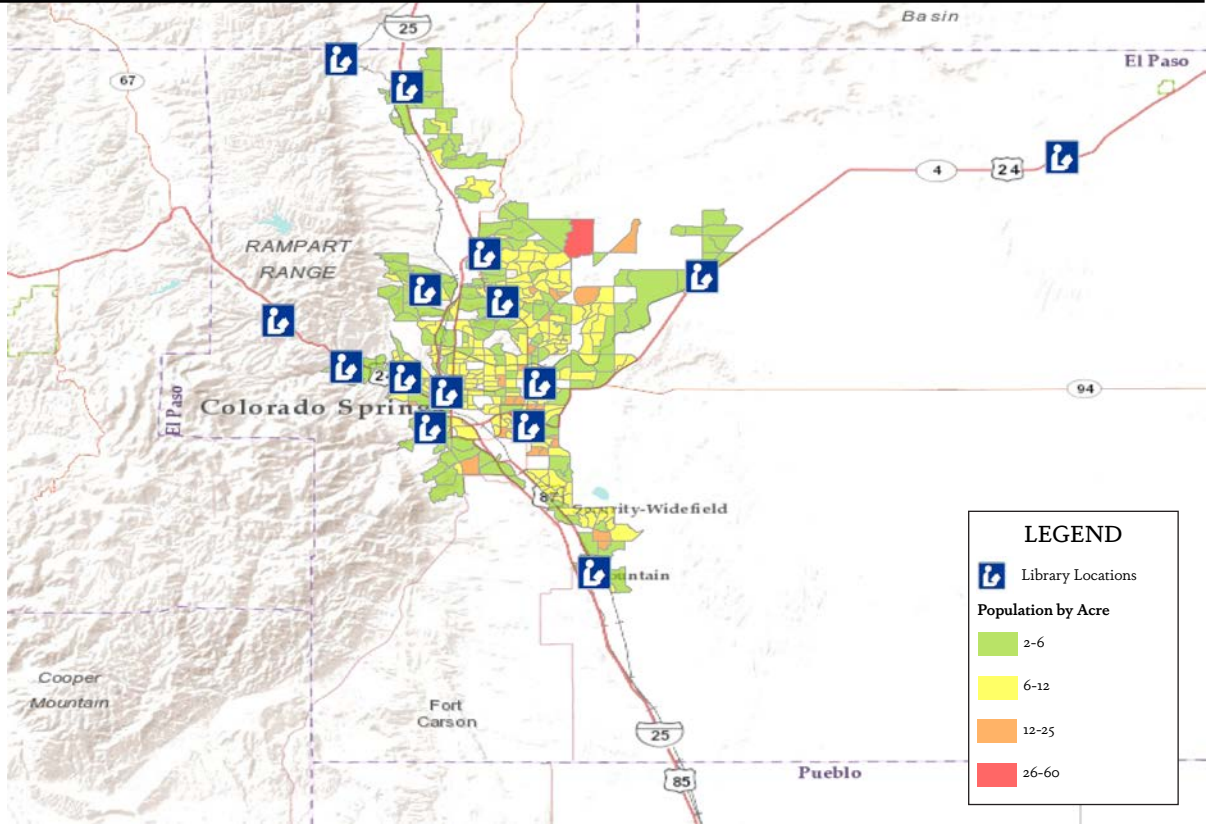 Basin
25
El Paso
67
4
24
RAMPART
RANGE
El Paso
94
Colorado Spring
87
Security-Widefield
untain
LEGEND
Library Locations
Population by Acre
2-6
6-12
12-25
26-60
Cooper
Mountain
Fort
Carson
25
Pueblo
85